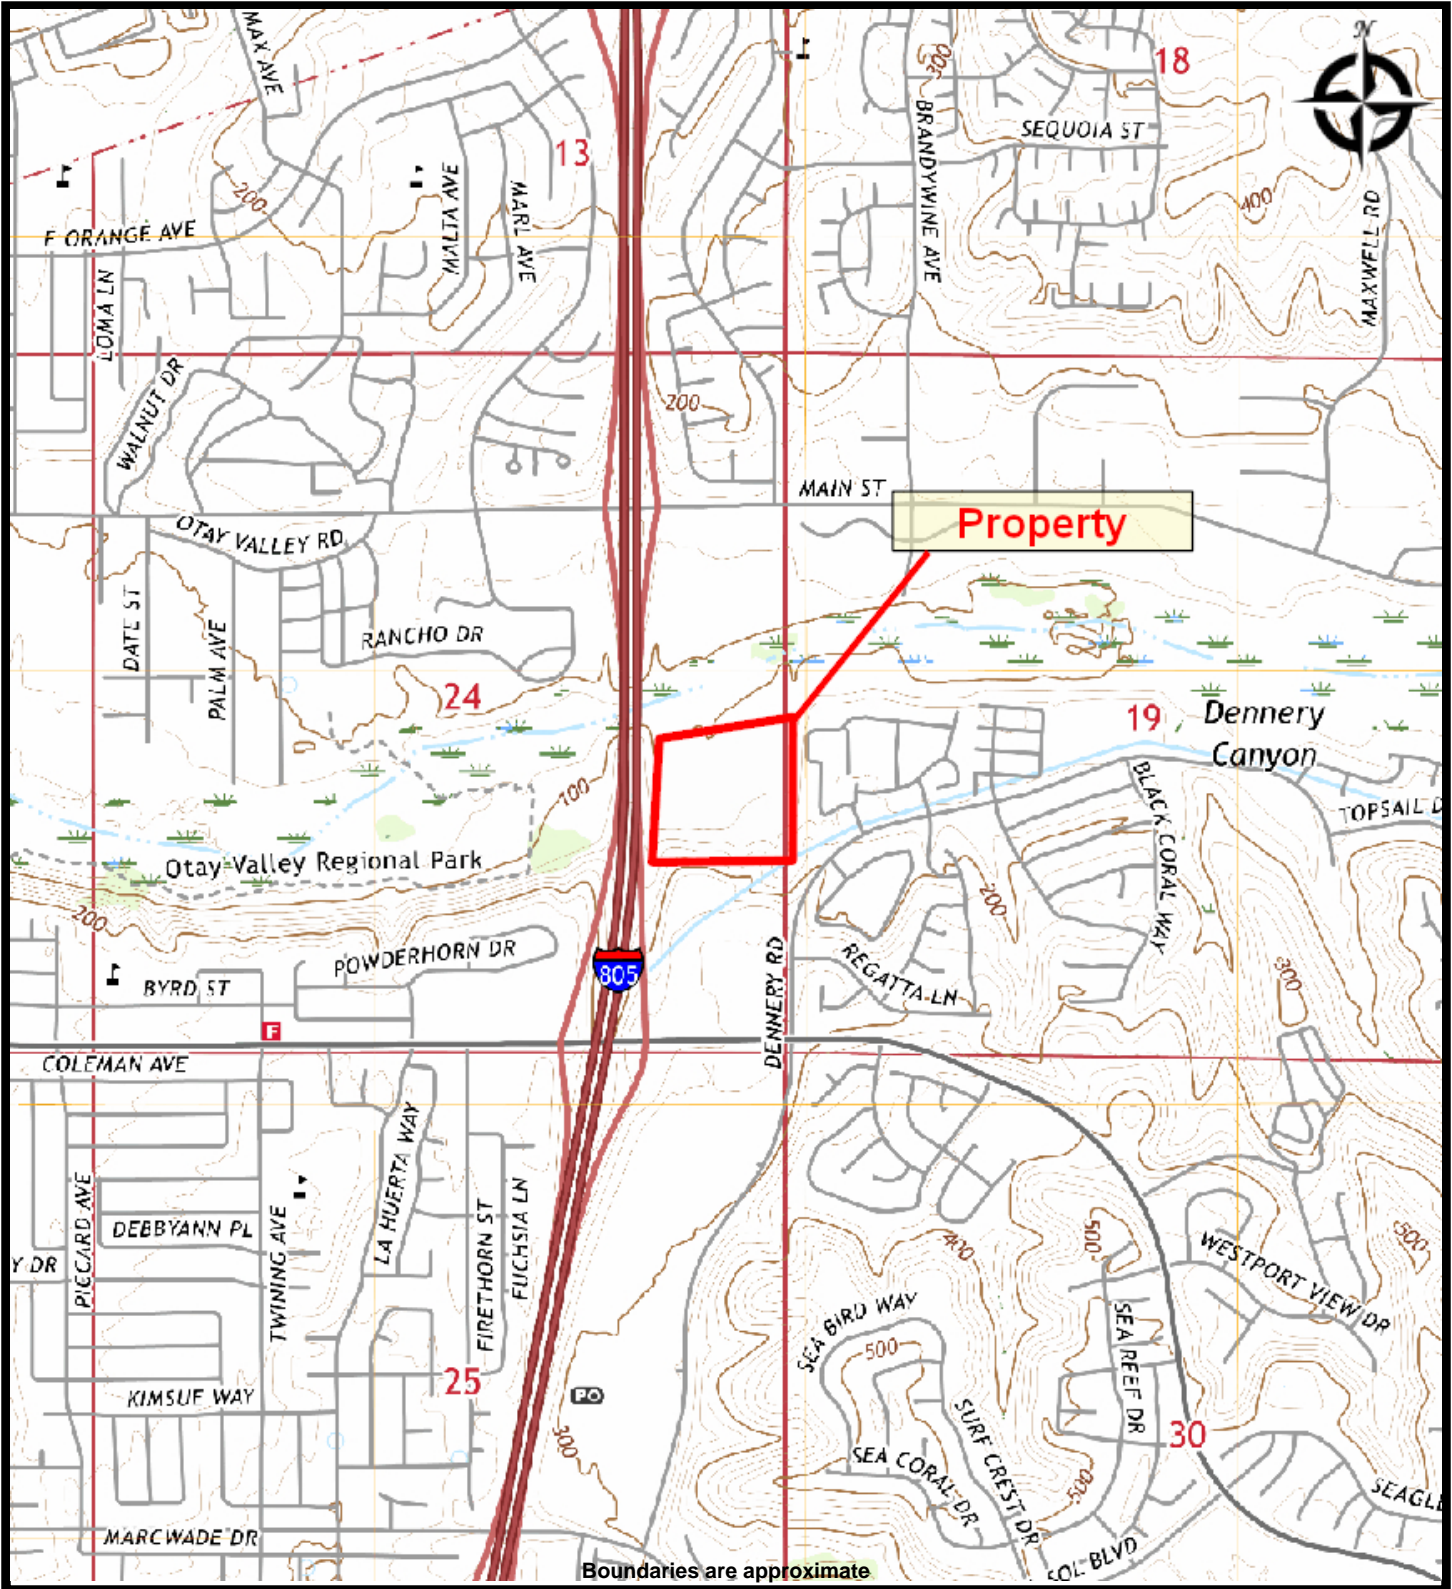 MAX AVE
18
N
300
SEQUOIA ST
13
BRANDYWINE AVE
MALTA AVE
MARL AVE
200
400
MAXWELL RD
E ORANGE AVE
LOMA LN
WALNUT DR
200
MAIN ST
Property
OTAY VALLEY RD
DATE ST
PALM AVE
RANCHO DR
24
19
Dennery
Canyon
BLACK CORAL WAY
TOPSAIL D
100
Otay Valley Regional Park
200
200
POWDERHORN DR
805
REGATTA LN
300
BYRD ST
F
DENNERY RD
COLEMAN AVE
LA HUERTA WAY
PICCARD AVE
DEBBYANN PL
TWINING AVE
FIRETHORN ST
FUCHSIA LN
Y DR
400
500
WESTPORT VIEW DR
500
SEA BIRD WAY
500
SEA REEF DR
25
KIMSUE WAY
PO
300
SURF CREST DR
30
SEA CORAL DR
500
SEAGLE
MARCWADE DR
SOL BLVD
Boundaries are approximate